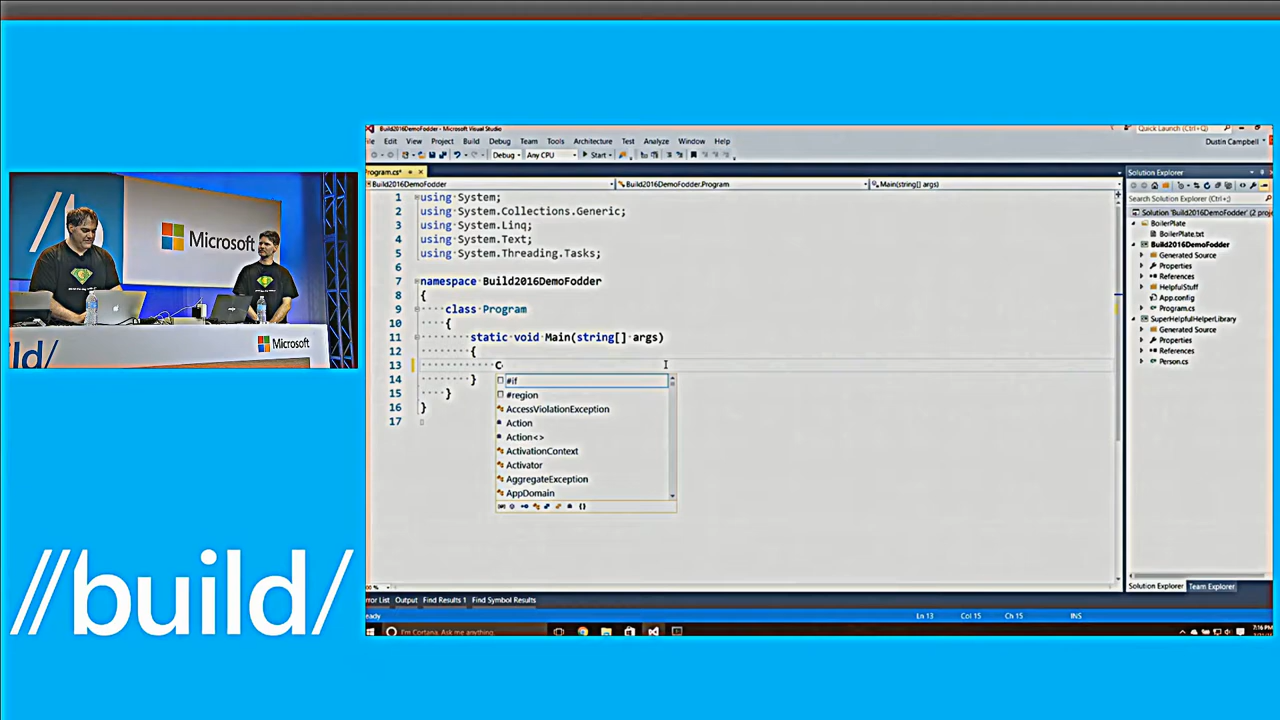 Build2016DemoFodder - Microsoft Visual Studio
Quick Launch (Ctrl+Q)
Edit View Project Build Debug Team Tools Architecture Test Analyze Window Help
Dustin Campbell
Debug Any CPU Start
Program.cs*
Build2016DemoFodder Build2016DemoFodder.Program Main(string[] args)
1 using System;
2 using System.Collections.Generic;
3 using System.Linq;
4 using System.Text;
5 using System.Threading.Tasks;
6
7 namespace Build2016DemoFodder
8 {
9 class Program
10 {
11 static void Main(string[] args)
12 {
13 C
14 }
15 }
16 }
17
#if
#region
AccessViolationException
Action
Action<>
ActivationContext
Activator
AggregateException
AppDomain
Solution Explorer
Search Solution Explorer (Ctrl+;)
Solution 'Build2016DemoFodder' (2 proje
BoilerPlate
BoilerPlate.txt
Build2016DemoFodder
Generated Source
Properties
References
HelpfulStuff
App.config
Program.cs
SuperHelpfulHelperLibrary
Generated Source
Properties
References
Person.cs
Solution Explorer Team Explorer
Error List Output Find Results 1 Find Symbol Results
Ready Ln 13 Col 15 Ch 15 INS
I'm Cortana. Ask me anything.
7:16 PM
Microsoft
Microsoft
//build/